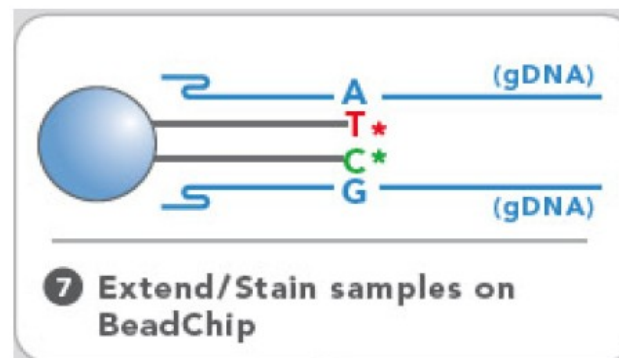 (gDNA)
A
T *
C *
G
(gDNA)
7 Extend/Stain samples on
BeadChip